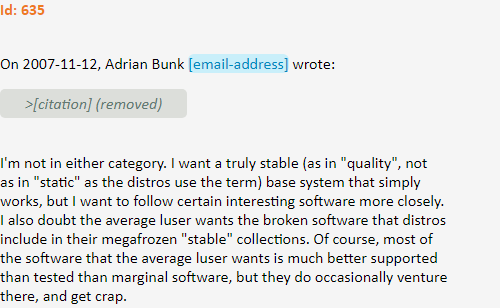 Id: 635
On 2007-11-12, Adrian Bunk [email-address] wrote:
>[citation] (removed)
I'm not in either category. I want a truly stable (as in "quality", not
as in "static" as the distros use the term) base system that simply
works, but I want to follow certain interesting software more closely.
I also doubt the average luser wants the broken software that distros
include in their megafrozen "stable" collections. Of course, most of
the software that the average luser wants is much better supported
than tested than marginal software, but they do occasionally venture
there, and get crap.